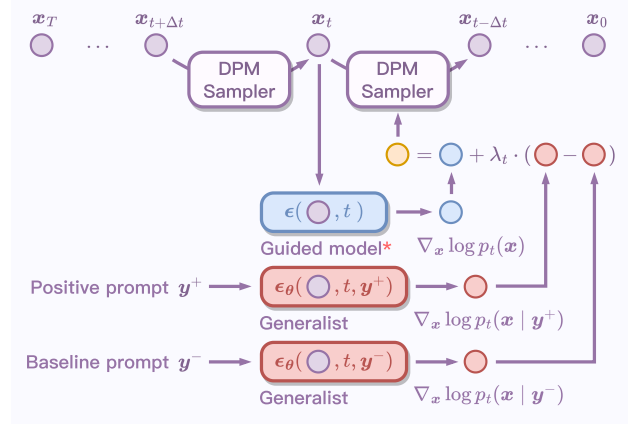 𝒙_T ⋯ 𝒙_{t+Δt} 𝒙_t 𝒙_{t−Δt} ⋯ 𝒙_0
DPM Sampler
DPM Sampler
= + λ_t · ( − )
ϵ( , t )
Guided model*
∇_𝒙 log p_t(𝒙)
Positive prompt 𝒚⁺
ϵ_θ( , t, 𝒚⁺)
Generalist
∇_𝒙 log p_t(𝒙 | 𝒚⁺)
Baseline prompt 𝒚⁻
ϵ_θ( , t, 𝒚⁻)
Generalist
∇_𝒙 log p_t(𝒙 | 𝒚⁻)